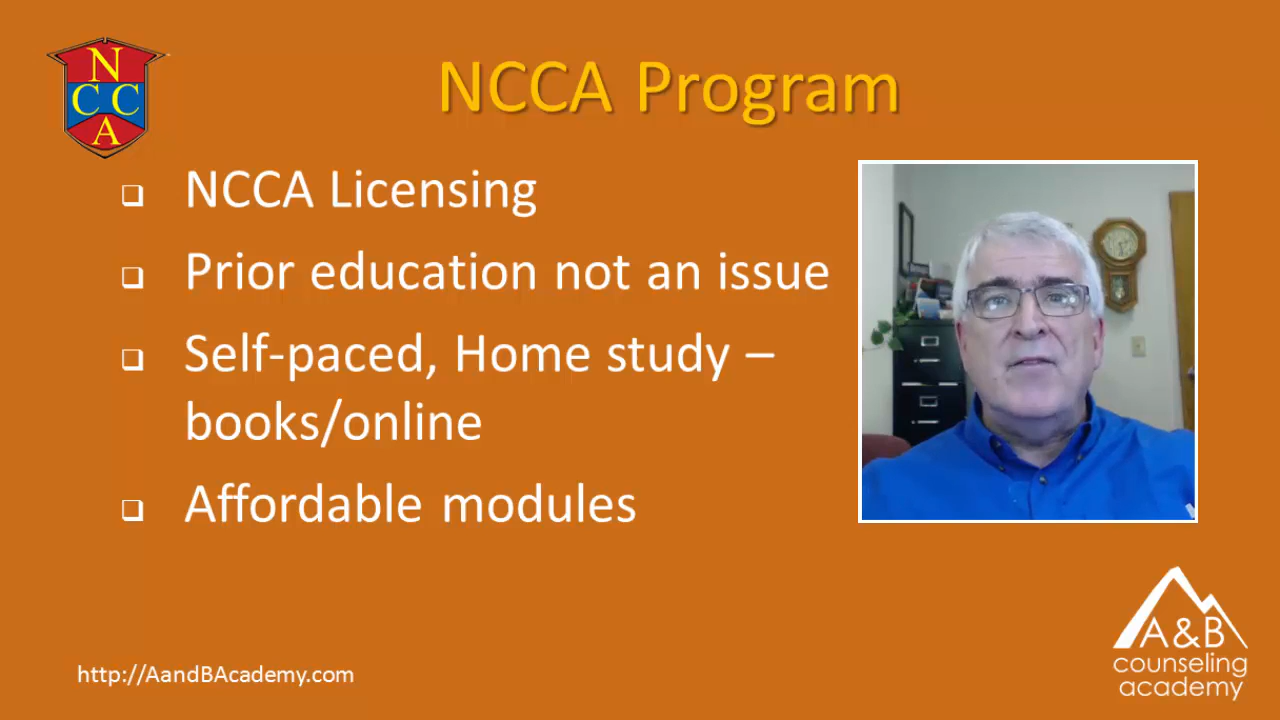 N
C C
A
NCCA Program
NCCA Licensing
Prior education not an issue
Self-paced, Home study –
books/online
Affordable modules
http://AandBAcademy.com
A&B
counseling
academy